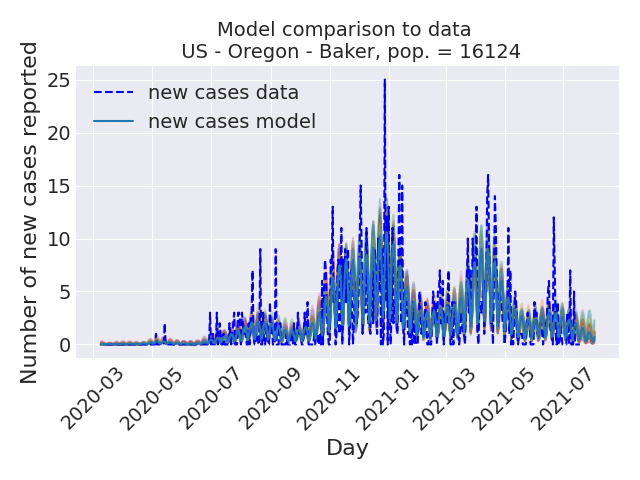 Model comparison to data
US - Oregon - Baker, pop. = 16124
Number of new cases reported
25
20
15
10
5
0
new cases data
new cases model
2020-03
2020-05
2020-07
2020-09
2020-11
2021-01
2021-03
2021-05
2021-07
Day